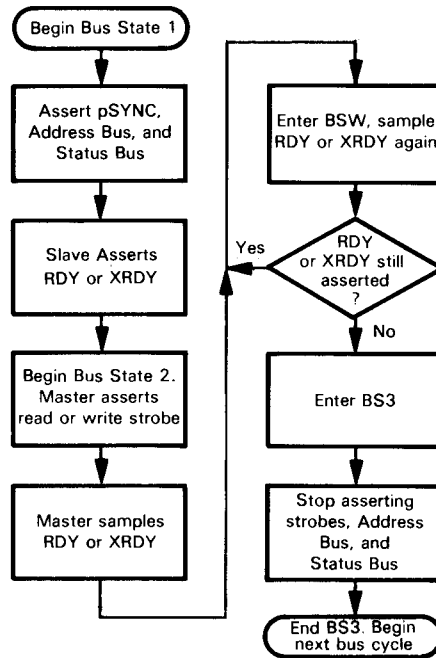 Begin Bus State 1
Assert pSYNC,
Address Bus, and
Status Bus
Slave Asserts
RDY or XRDY
Begin Bus State 2.
Master asserts
read or write strobe
Master samples
RDY or XRDY
Enter BSW, sample
RDY or XRDY again
RDY
or XRDY still
asserted
?
Yes
No
Enter BS3
Stop asserting
strobes, Address
Bus, and
Status Bus
End BS3. Begin
next bus cycle